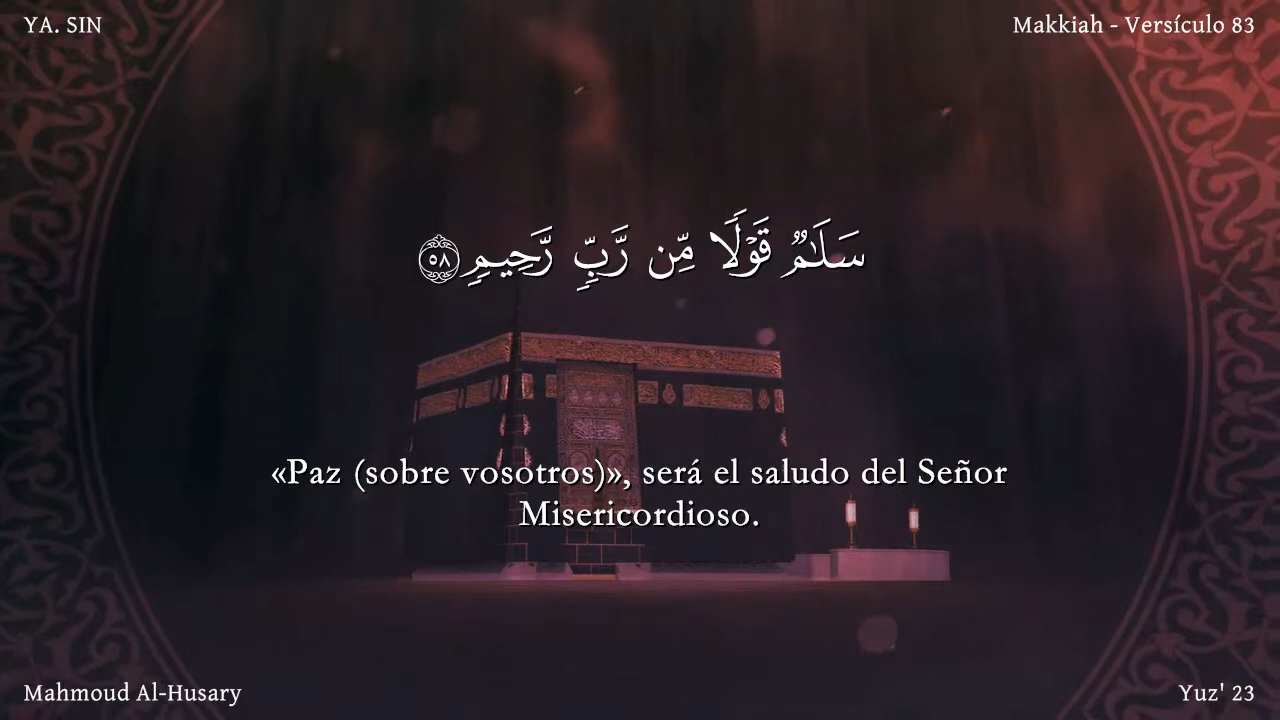 YA. SIN
Makkiah - Versículo 83
سَلَٰمٌ قَوْلًا مِّن رَّبٍّ رَّحِيمٍ ٥٨
«Paz (sobre vosotros)», será el saludo del Señor
Misericordioso.
Mahmoud Al-Husary
Yuz' 23